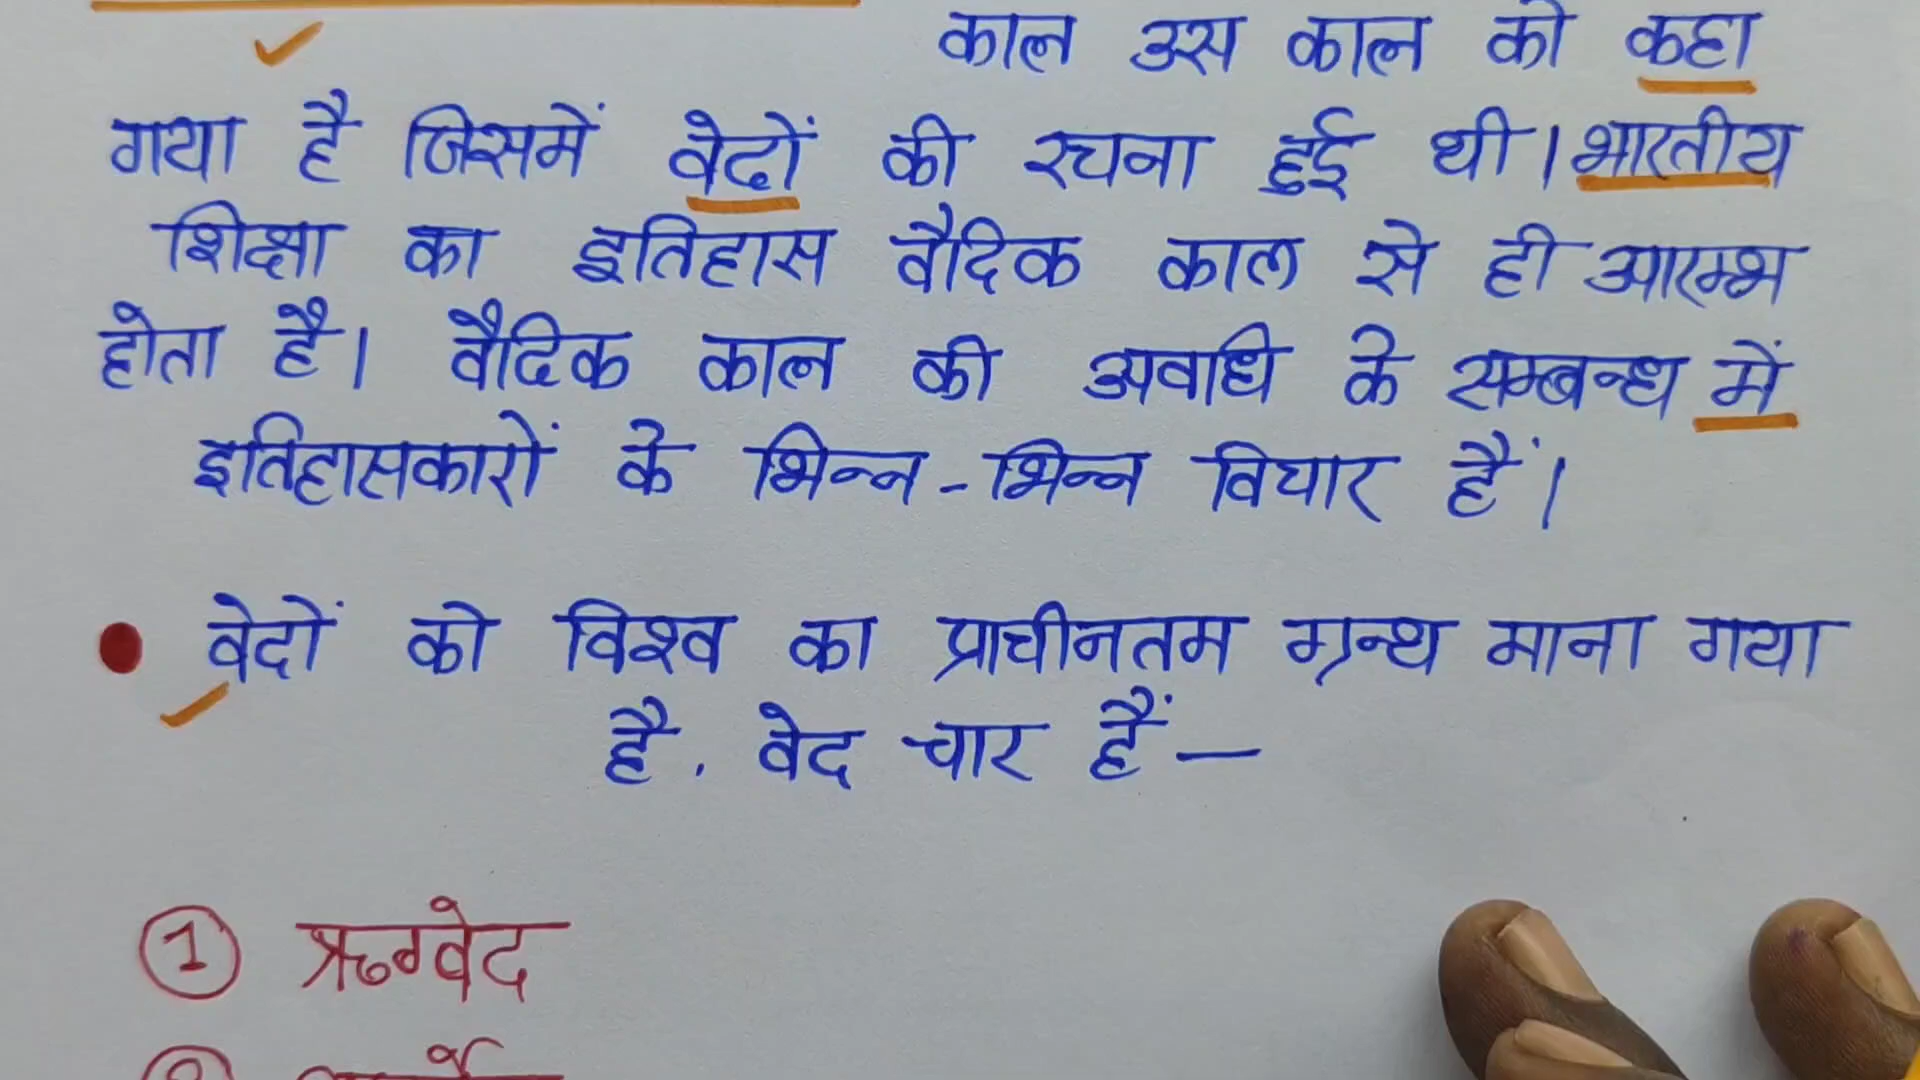 काल उस काल को कहा
गया है जिसमें वेदों की रचना हुई थी। भारतीय
शिक्षा का इतिहास वैदिक काल से ही आरम्भ
होता है। वैदिक काल की अवधि के सम्बन्ध में
इतिहासकारों के भिन्न-भिन्न विचार हैं।
वेदों को विश्व का प्राचीनतम ग्रन्थ माना गया
है. वेद चार हैं—
① ऋग्वेद